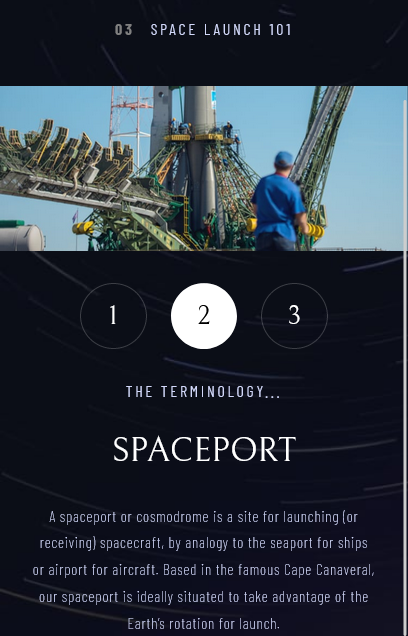 03 SPACE LAUNCH 101
1 2 3
THE TERMINOLOGY...
SPACEPORT
A spaceport or cosmodrome is a site for launching (or
receiving) spacecraft, by analogy to the seaport for ships
or airport for aircraft. Based in the famous Cape Canaveral,
our spaceport is ideally situated to take advantage of the
Earth's rotation for launch.